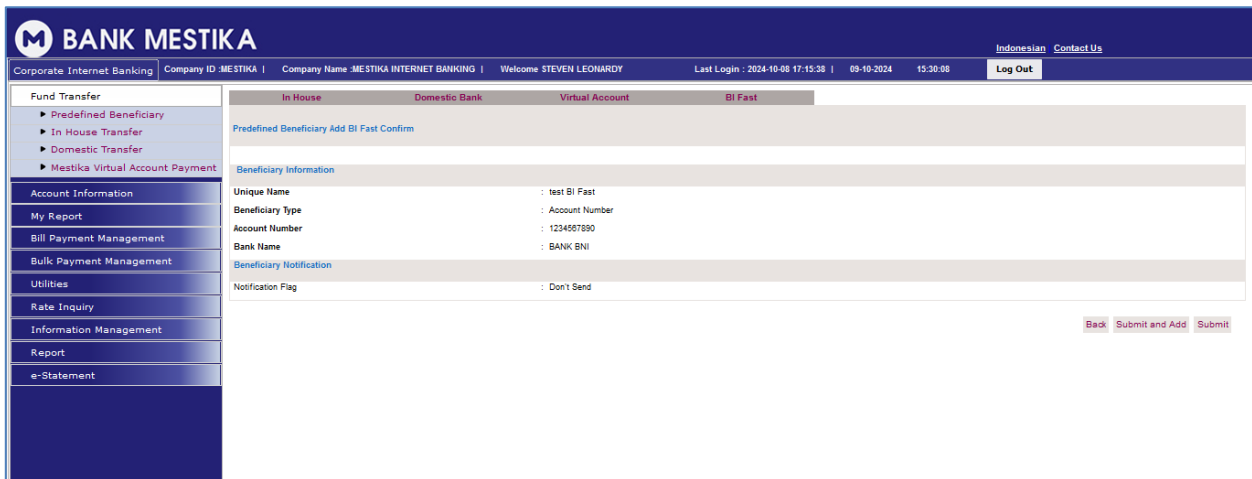 M BANK MESTIKA
Indonesian Contact Us
Corporate Internet Banking Company ID :MESTIKA | Company Name :MESTIKA INTERNET BANKING | Welcome STEVEN LEONARDY Last Login : 2024-10-08 17:15:38 | 09-10-2024 15:30:08 Log Out
Fund Transfer
Predefined Beneficiary
In House Transfer
Domestic Transfer
Mestika Virtual Account Payment
Account Information
My Report
Bill Payment Management
Bulk Payment Management
Utilities
Rate Inquiry
Information Management
Report
e-Statement
In House Domestic Bank Virtual Account BI Fast
Predefined Beneficiary Add BI Fast Confirm
Beneficiary Information
Unique Name : test BI Fast
Beneficiary Type : Account Number
Account Number : 1234567890
Bank Name : BANK BNI
Beneficiary Notification
Notification Flag : Don't Send
Back Submit and Add Submit